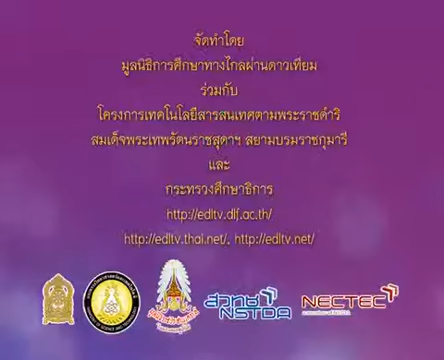 จัดทำโดย
มูลนิธิการศึกษาทางไกลผ่านดาวเทียม
ร่วมกับ
โครงการเทคโนโลยีสารสนเทศตามพระราชดำริ
สมเด็จพระเทพรัตนราชสุดาฯ สยามบรมราชกุมารี
และ
กระทรวงศึกษาธิการ
http://edltv.dlf.ac.th/
http://edltv.thai.net/, http://edltv.net/
สวทช
NSTDA
NECTEC